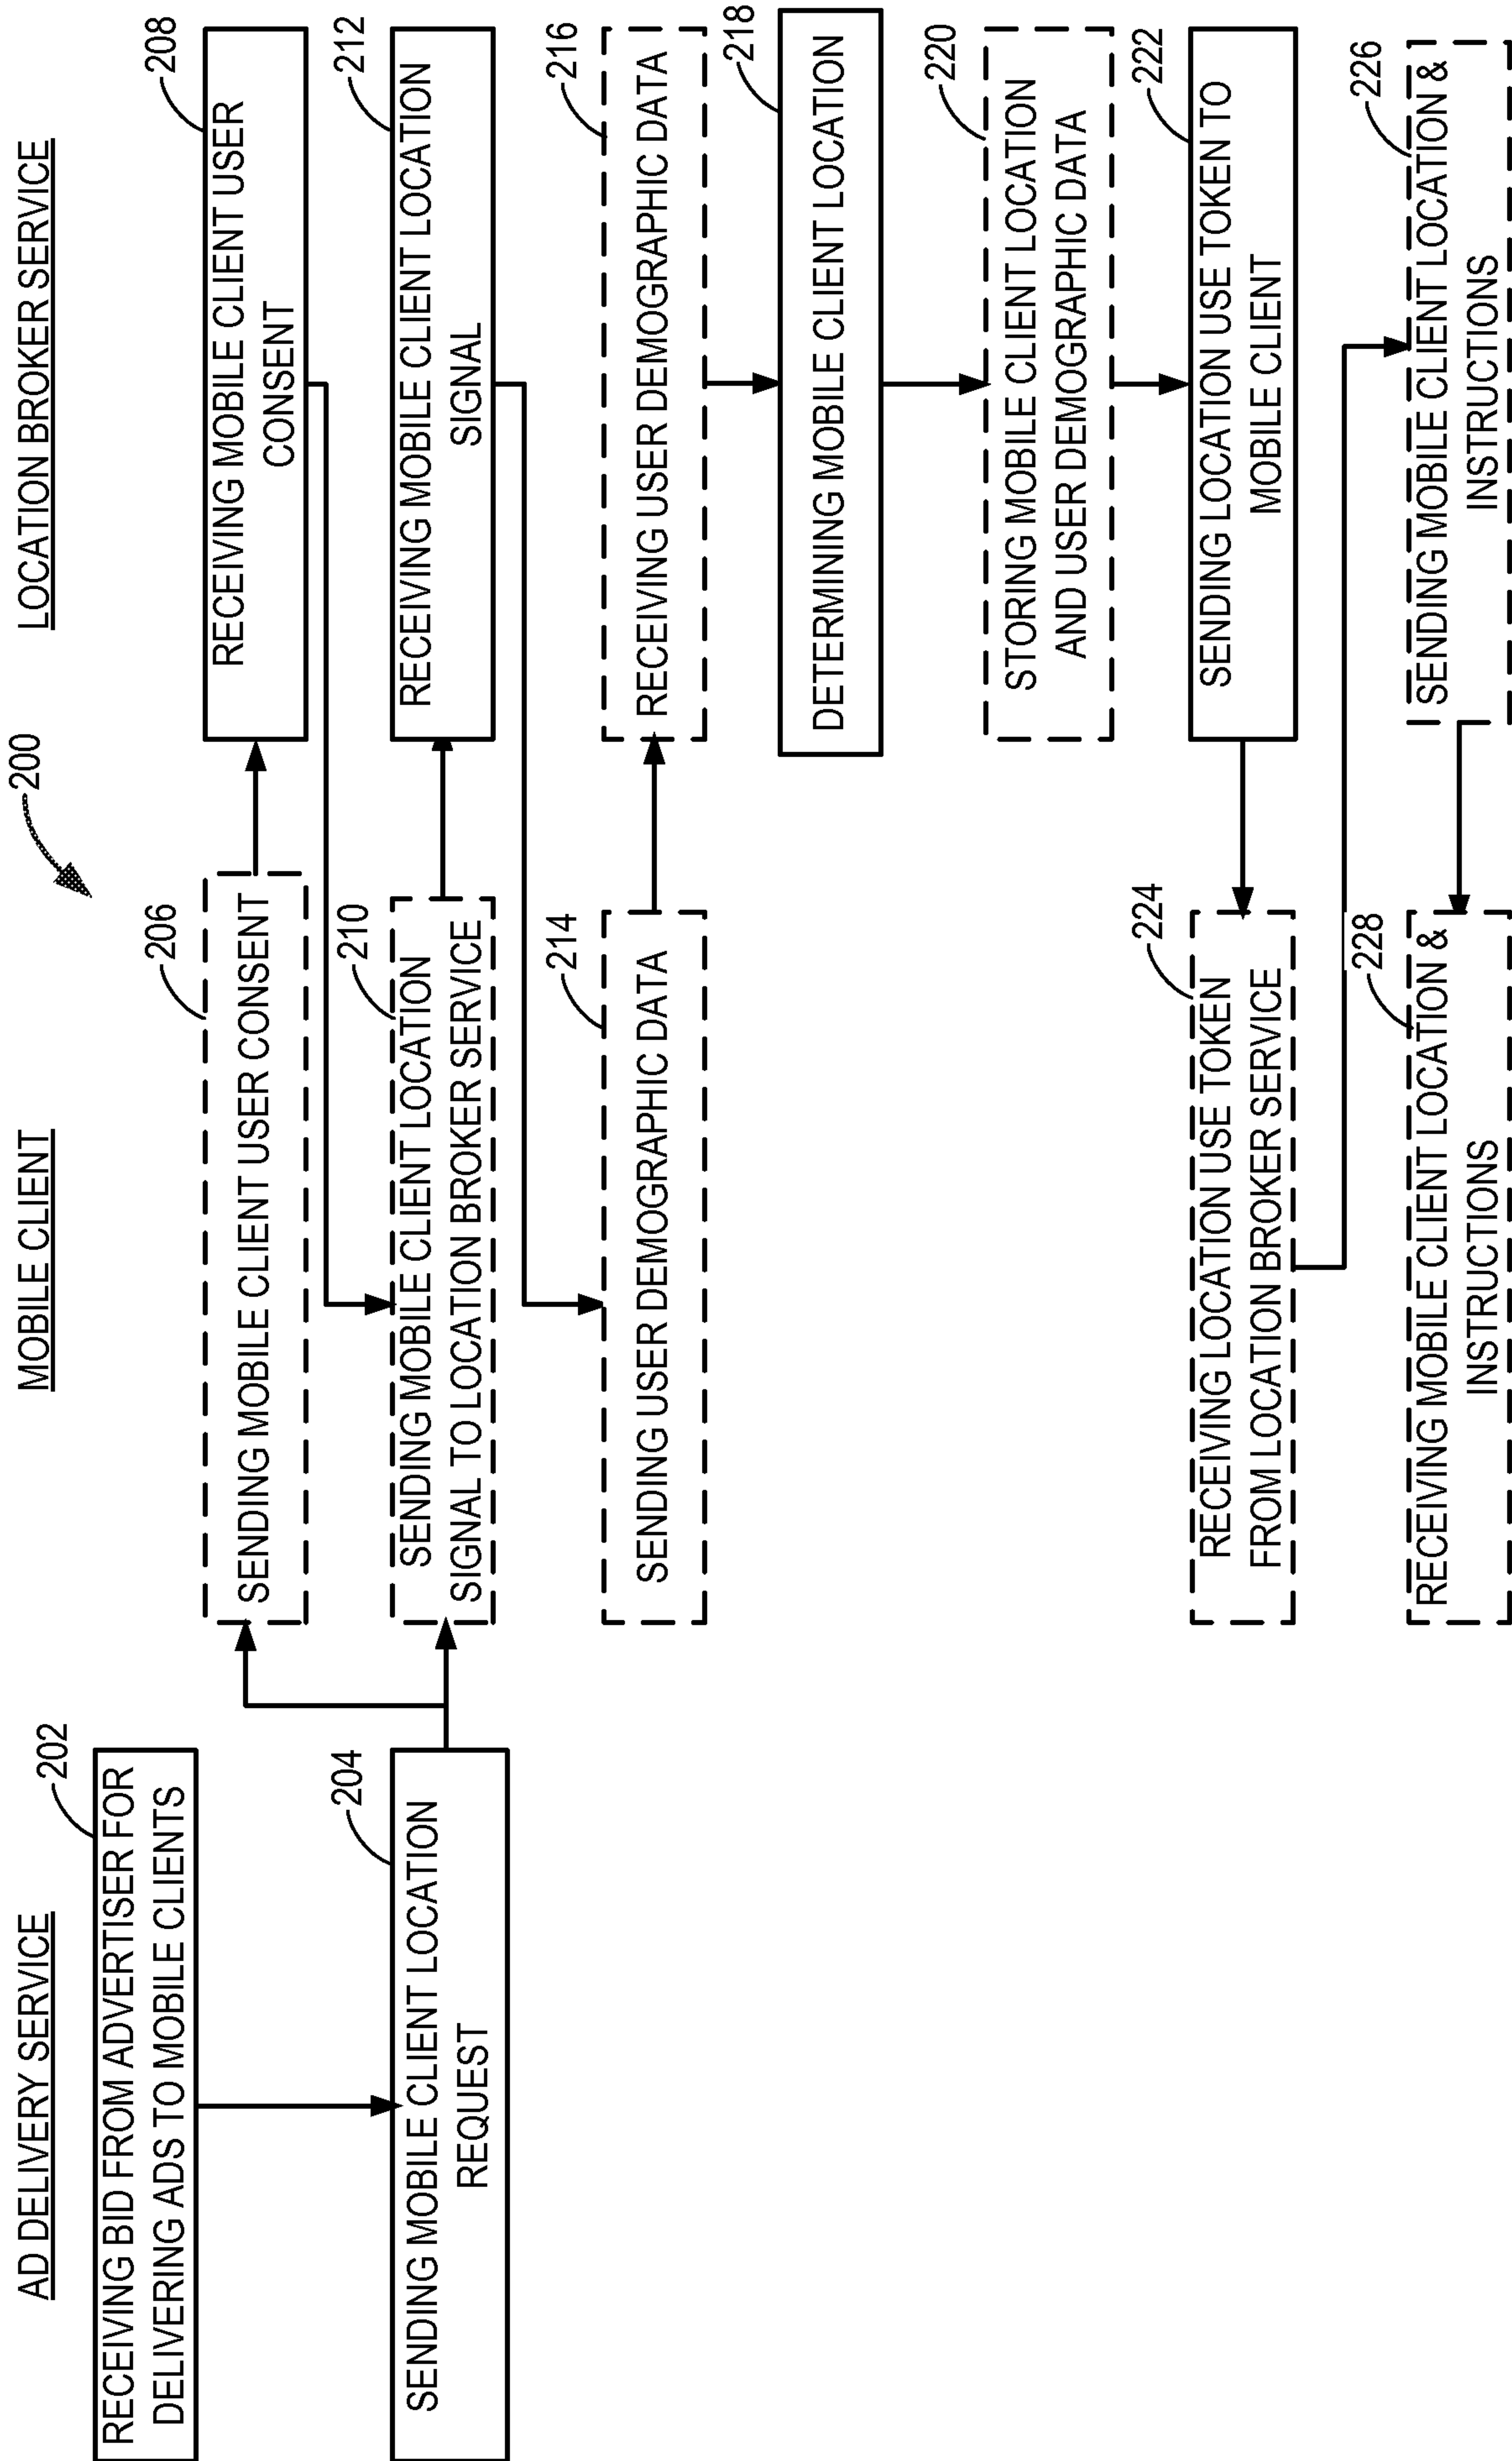 200
AD DELIVERY SERVICE
MOBILE CLIENT
LOCATION BROKER SERVICE
202
RECEIVING BID FROM ADVERTISER FOR
DELIVERING ADS TO MOBILE CLIENTS
204
SENDING MOBILE CLIENT LOCATION
REQUEST
206
SENDING MOBILE CLIENT USER CONSENT
208
RECEIVING MOBILE CLIENT USER
CONSENT
210
SENDING MOBILE CLIENT LOCATION
SIGNAL TO LOCATION BROKER SERVICE
212
RECEIVING MOBILE CLIENT LOCATION
SIGNAL
214
SENDING USER DEMOGRAPHIC DATA
216
RECEIVING USER DEMOGRAPHIC DATA
218
DETERMINING MOBILE CLIENT LOCATION
220
STORING MOBILE CLIENT LOCATION
AND USER DEMOGRAPHIC DATA
222
SENDING LOCATION USE TOKEN TO
MOBILE CLIENT
224
RECEIVING LOCATION USE TOKEN
FROM LOCATION BROKER SERVICE
226
SENDING MOBILE CLIENT LOCATION &
INSTRUCTIONS
228
RECEIVING MOBILE CLIENT LOCATION &
INSTRUCTIONS